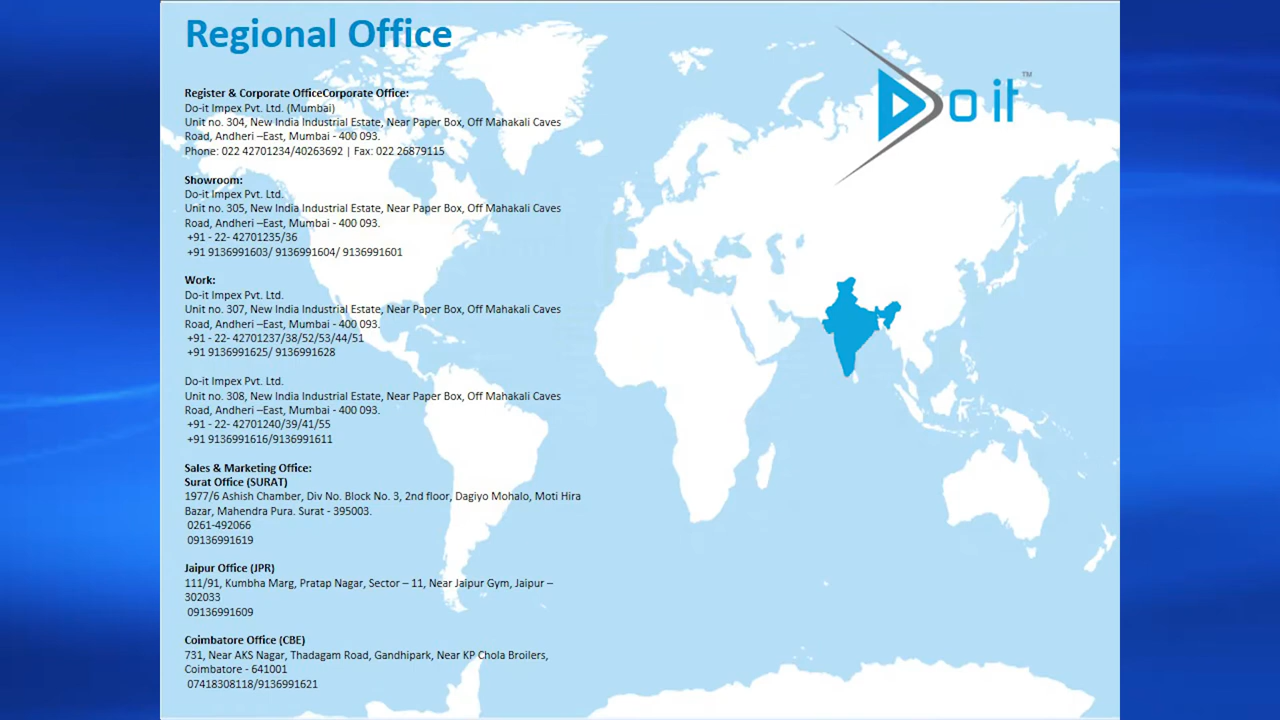 Regional Office
Do it
TM
Register & Corporate OfficeCorporate Office:
Do-it Impex Pvt. Ltd. (Mumbai)
Unit no. 304, New India Industrial Estate, Near Paper Box, Off Mahakali Caves
Road, Andheri –East, Mumbai - 400 093.
Phone: 022 42701234/40263692 | Fax: 022 26879115
Showroom:
Do-it Impex Pvt. Ltd.
Unit no. 305, New India Industrial Estate, Near Paper Box, Off Mahakali Caves
Road, Andheri –East, Mumbai - 400 093.
+91 - 22- 42701235/36
+91 9136991603/ 9136991604/ 9136991601
Work:
Do-it Impex Pvt. Ltd.
Unit no. 307, New India Industrial Estate, Near Paper Box, Off Mahakali Caves
Road, Andheri –East, Mumbai - 400 093.
+91 - 22- 42701237/38/52/53/44/51
+91 9136991625/ 9136991628
Do-it Impex Pvt. Ltd.
Unit no. 308, New India Industrial Estate, Near Paper Box, Off Mahakali Caves
Road, Andheri –East, Mumbai - 400 093.
+91 - 22- 42701240/39/41/55
+91 9136991616/9136991611
Sales & Marketing Office:
Surat Office (SURAT)
1977/6 Ashish Chamber, Div No. Block No. 3, 2nd floor, Dagiyo Mohalo, Moti Hira
Bazar, Mahendra Pura. Surat - 395003.
0261-492066
09136991619
Jaipur Office (JPR)
111/91, Kumbha Marg, Pratap Nagar, Sector – 11, Near Jaipur Gym, Jaipur –
302033
09136991609
Coimbatore Office (CBE)
731, Near AKS Nagar, Thadagam Road, Gandhipark, Near KP Chola Broilers,
Coimbatore - 641001
07418308118/9136991621